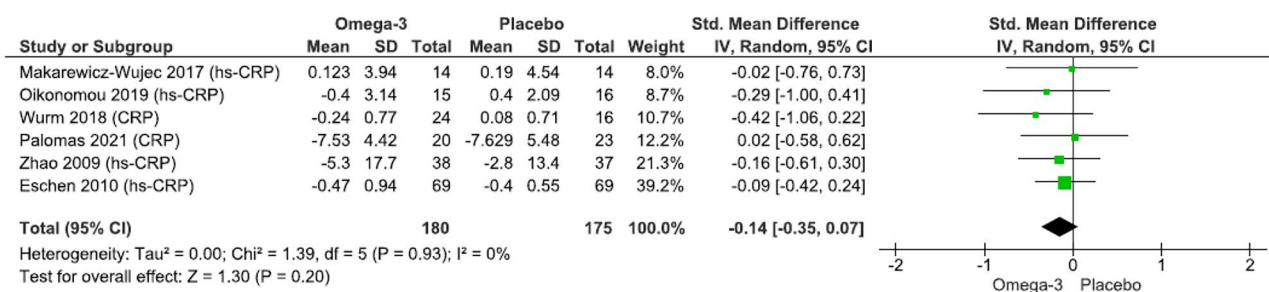 Omega-3 Placebo Std. Mean Difference Std. Mean Difference
Study or Subgroup Mean SD Total Mean SD Total Weight IV, Random, 95% CI IV, Random, 95% CI
Makarewicz-Wujec 2017 (hs-CRP) 0.123 3.94 14 0.19 4.54 14 8.0% -0.02 [-0.76, 0.73]
Oikonomou 2019 (hs-CRP) -0.4 3.14 15 0.4 2.09 16 8.7% -0.29 [-1.00, 0.41]
Wurm 2018 (CRP) -0.24 0.77 24 0.08 0.71 16 10.7% -0.42 [-1.06, 0.22]
Palomas 2021 (CRP) -7.53 4.42 20 -7.629 5.48 23 12.2% 0.02 [-0.58, 0.62]
Zhao 2009 (hs-CRP) -5.3 17.7 38 -2.8 13.4 37 21.3% -0.16 [-0.61, 0.30]
Eschen 2010 (hs-CRP) -0.47 0.94 69 -0.4 0.55 69 39.2% -0.09 [-0.42, 0.24]
Total (95% CI) 180 175 100.0% -0.14 [-0.35, 0.07]
Heterogeneity: Tau² = 0.00; Chi² = 1.39, df = 5 (P = 0.93); I² = 0%
Test for overall effect: Z = 1.30 (P = 0.20)
-2 -1 0 1 2
Omega-3 Placebo